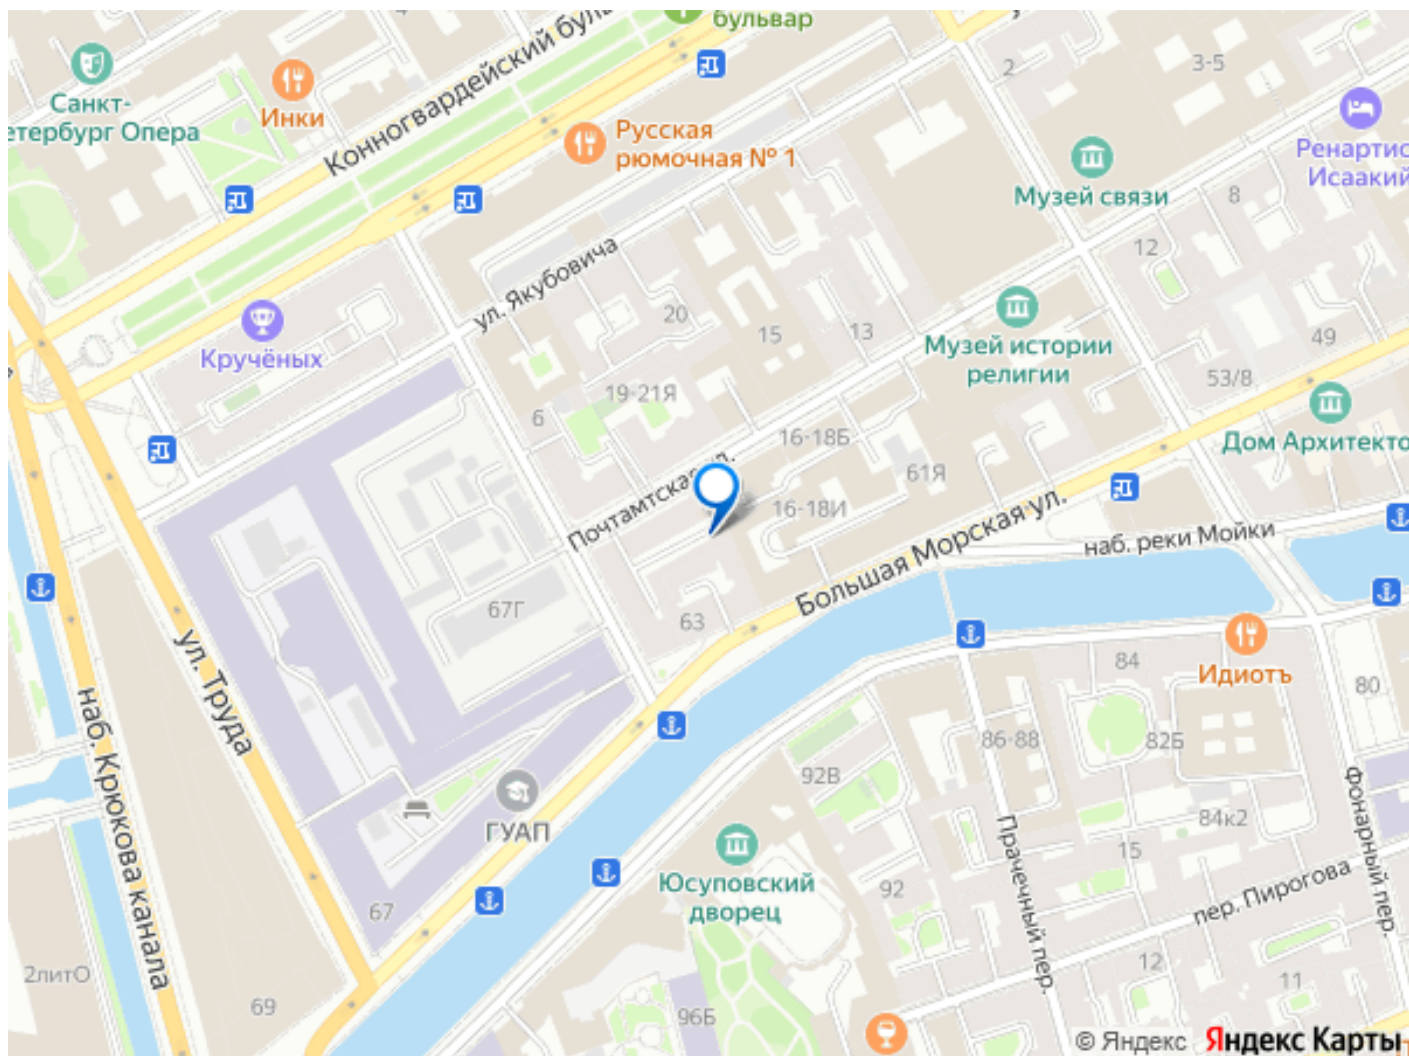 бульвар
Конногвардейский буль
Санкт-
етербург Опера
Инки
Русская
рюмочная № 1
2
3-5
Ренартис
Исаакий
Музей связи
8
12
ул. Якубовича
20
15
13
Музей истории
религии
49
53/8
Дом Архитекто
Кручёных
19-21Я
6
16-18Б
61Я
Почтамтская ул.
16-18И
Большая Морская ул.
наб. реки Мойки
67Г
63
ул. Труда
наб. Крюкова канала
84
Идиотъ
80
86-88
82Б
92В
84к2
ГУАП
Юсуповский
дворец
15
92
Прачечный пер.
пер. Пирогова
Фонарный пер.
67
2литО
69
12
11
96Б
© Яндекс Яндекс Карты